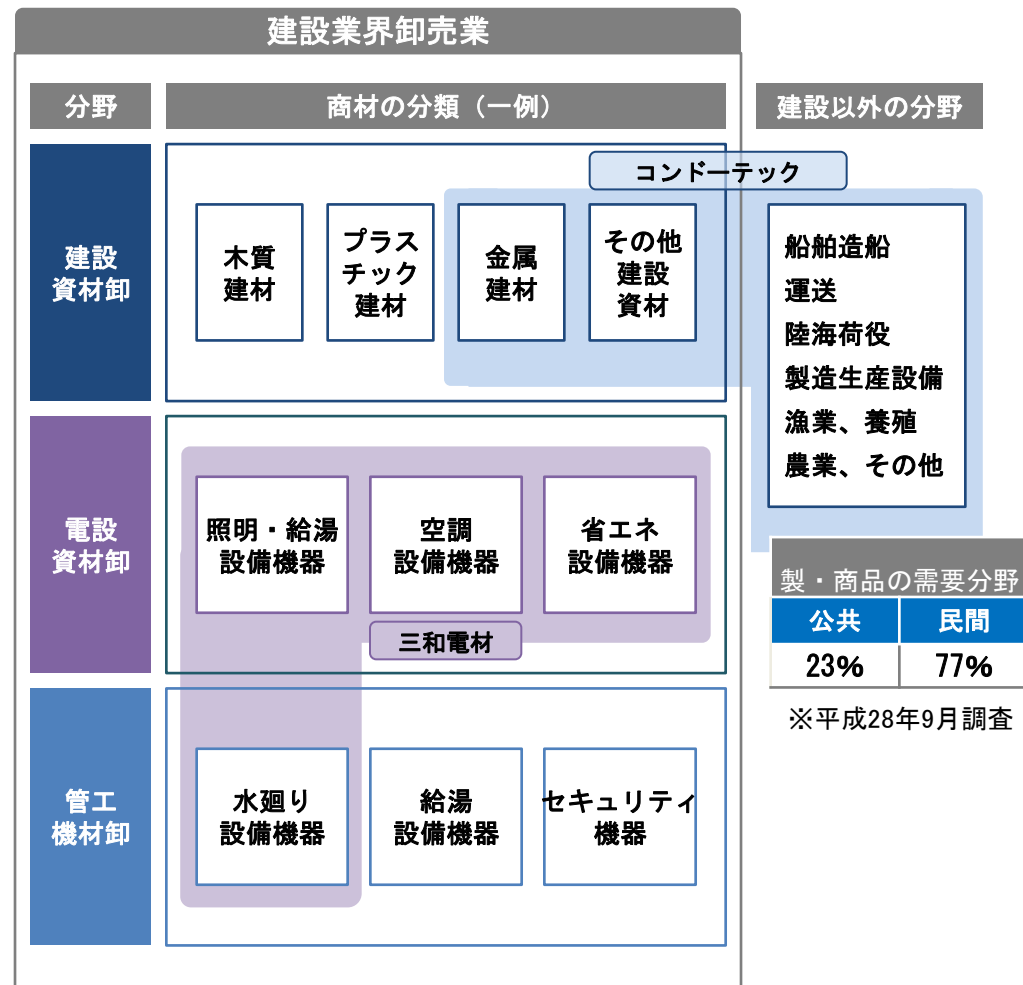 建設業界卸売業
分野
商材の分類（一例）
建設以外の分野
建設
資材卸
コンドーテック
木質
建材
プラス
チック
建材
金属
建材
その他
建設
資材
船舶造船
運送
陸海荷役
製造生産設備
漁業、養殖
農業、その他
電設
資材卸
照明・給湯
設備機器
空調
設備機器
省エネ
設備機器
三和電材
製・商品の需要分野
公共
民間
23%
77%
※平成28年9月調査
管工
機材卸
水廻り
設備機器
給湯
設備機器
セキュリティ
機器